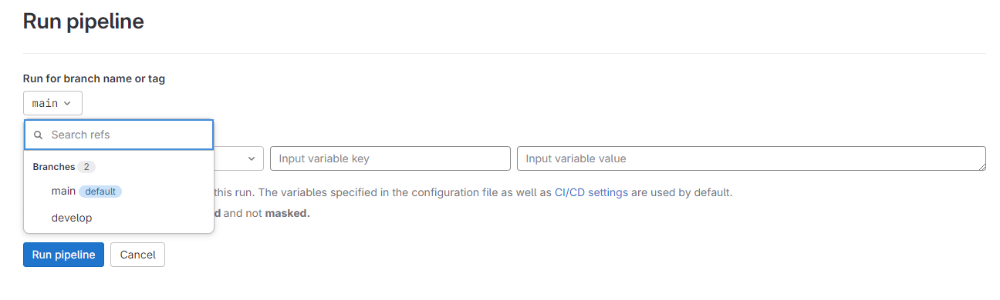 Run pipeline
Run for branch name or tag
main
Search refs
Input variable key
Input variable value
Branches 2
main default
this run. The variables specified in the configuration file as well as CI/CD settings are used by default.
develop
d and not masked.
Run pipeline
Cancel